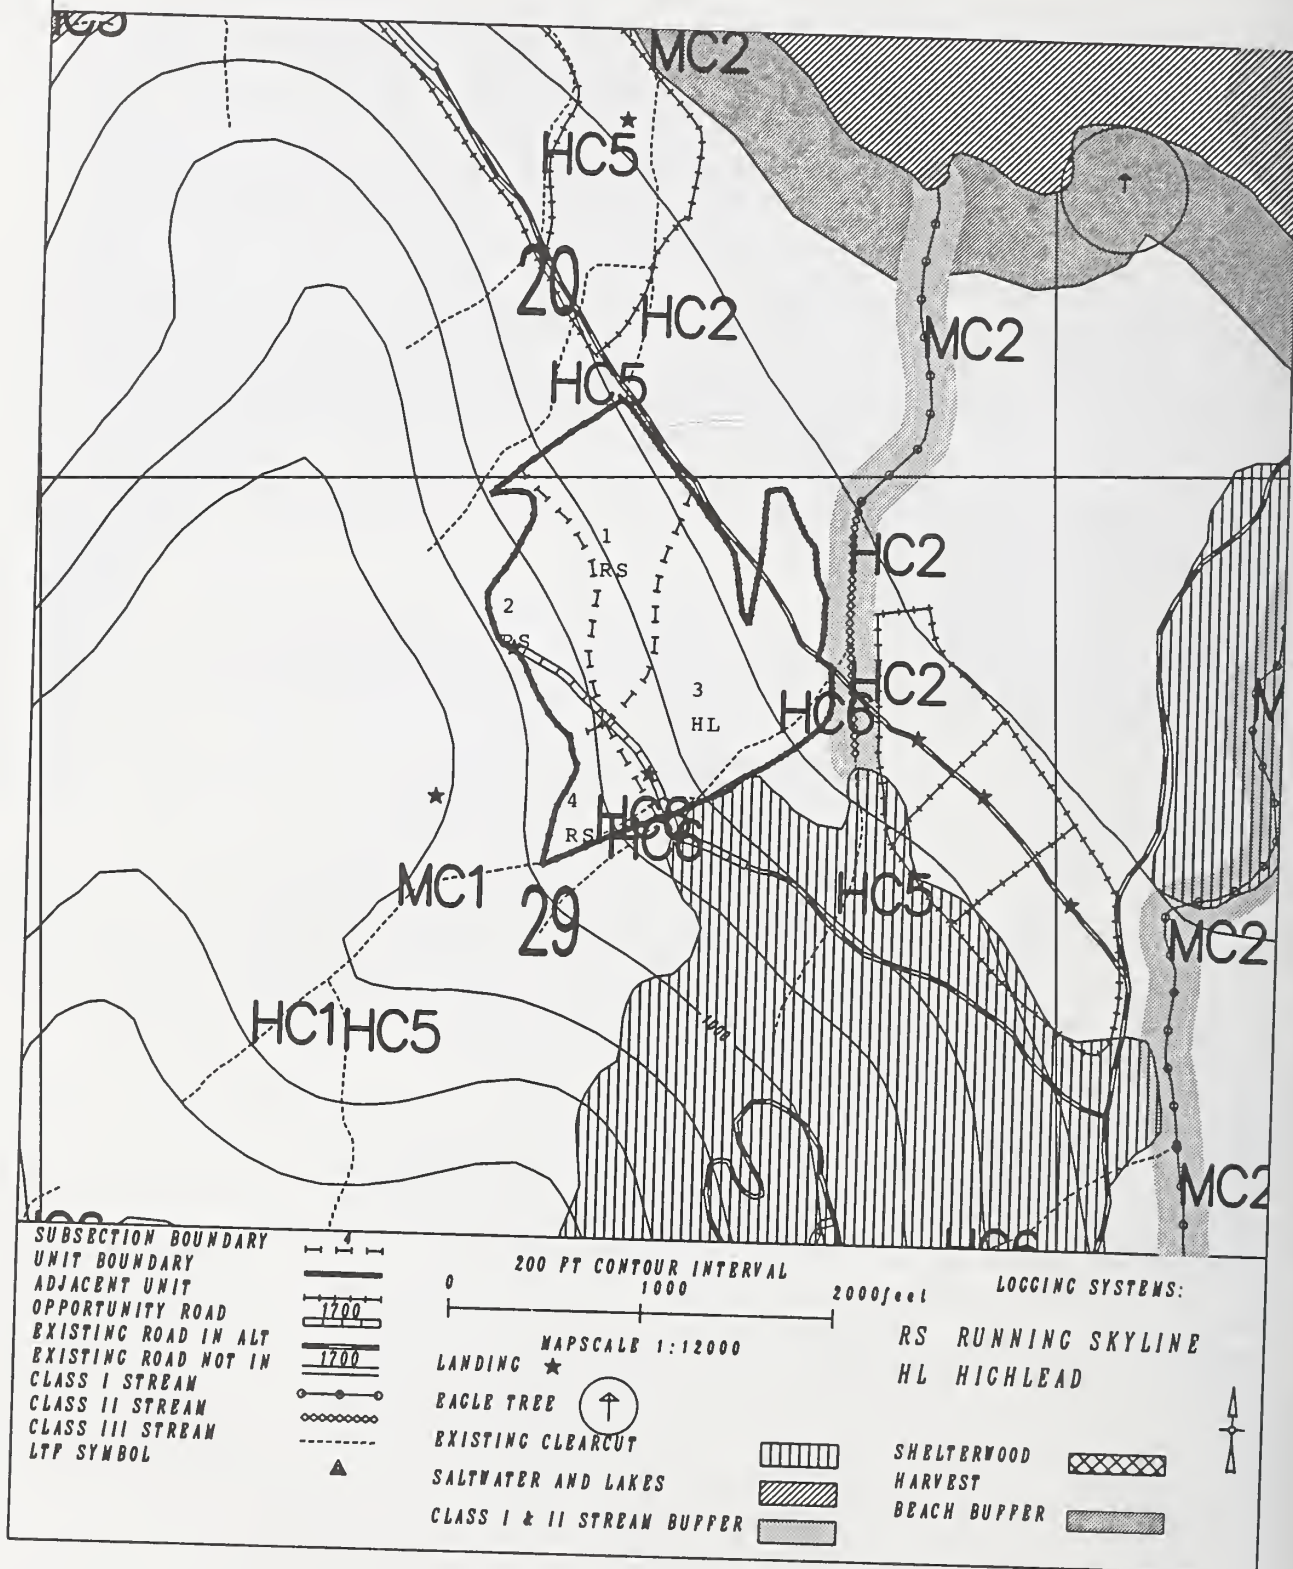 MC2
HC5
20
HC2
MC2
HC5
HC2
1
RS
2
RS
HC2
3
HL
HC6
4
RS
HC6
HC6
MC1
29
HC5
MC2
HC1
HC5
1000
MC2
SUBSECTION BOUNDARY 4
UNIT BOUNDARY
ADJACENT UNIT
OPPORTUNITY ROAD 1700
EXISTING ROAD IN ALT
EXISTING ROAD NOT IN 1700
CLASS I STREAM
CLASS II STREAM
CLASS III STREAM
LTF SYMBOL
200 FT CONTOUR INTERVAL
0 1000 2000feet
MAPSCALE 1:12000
LANDING
EAGLE TREE
EXISTING CLEARCUT
SALTWATER AND LAKES
CLASS I & II STREAM BUFFER
LOGGING SYSTEMS:
RS RUNNING SKYLINE
HL HIGHLEAD
SHELTERWOOD
HARVEST
BEACH BUFFER